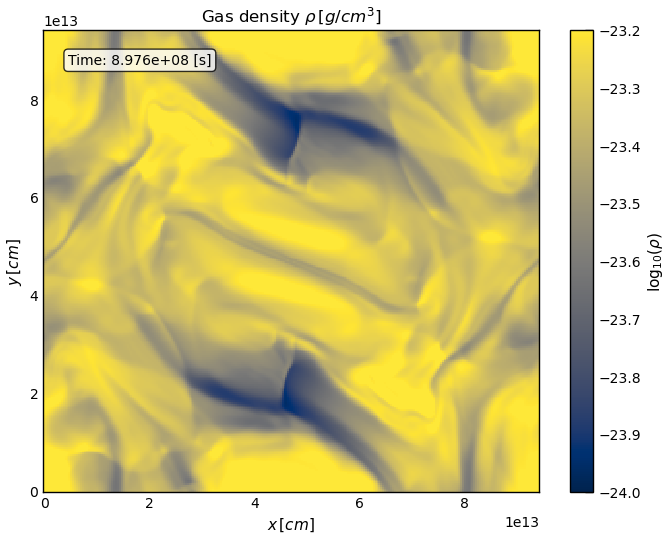 Gas density ρ [g/cm³]
1e13
Time: 8.976e+08 [s]
8
6
4
2
0
y [cm]
0 2 4 6 8
1e13
x [cm]
−23.2
−23.3
−23.4
−23.5
−23.6
−23.7
−23.8
−23.9
−24.0
log₁₀(ρ)